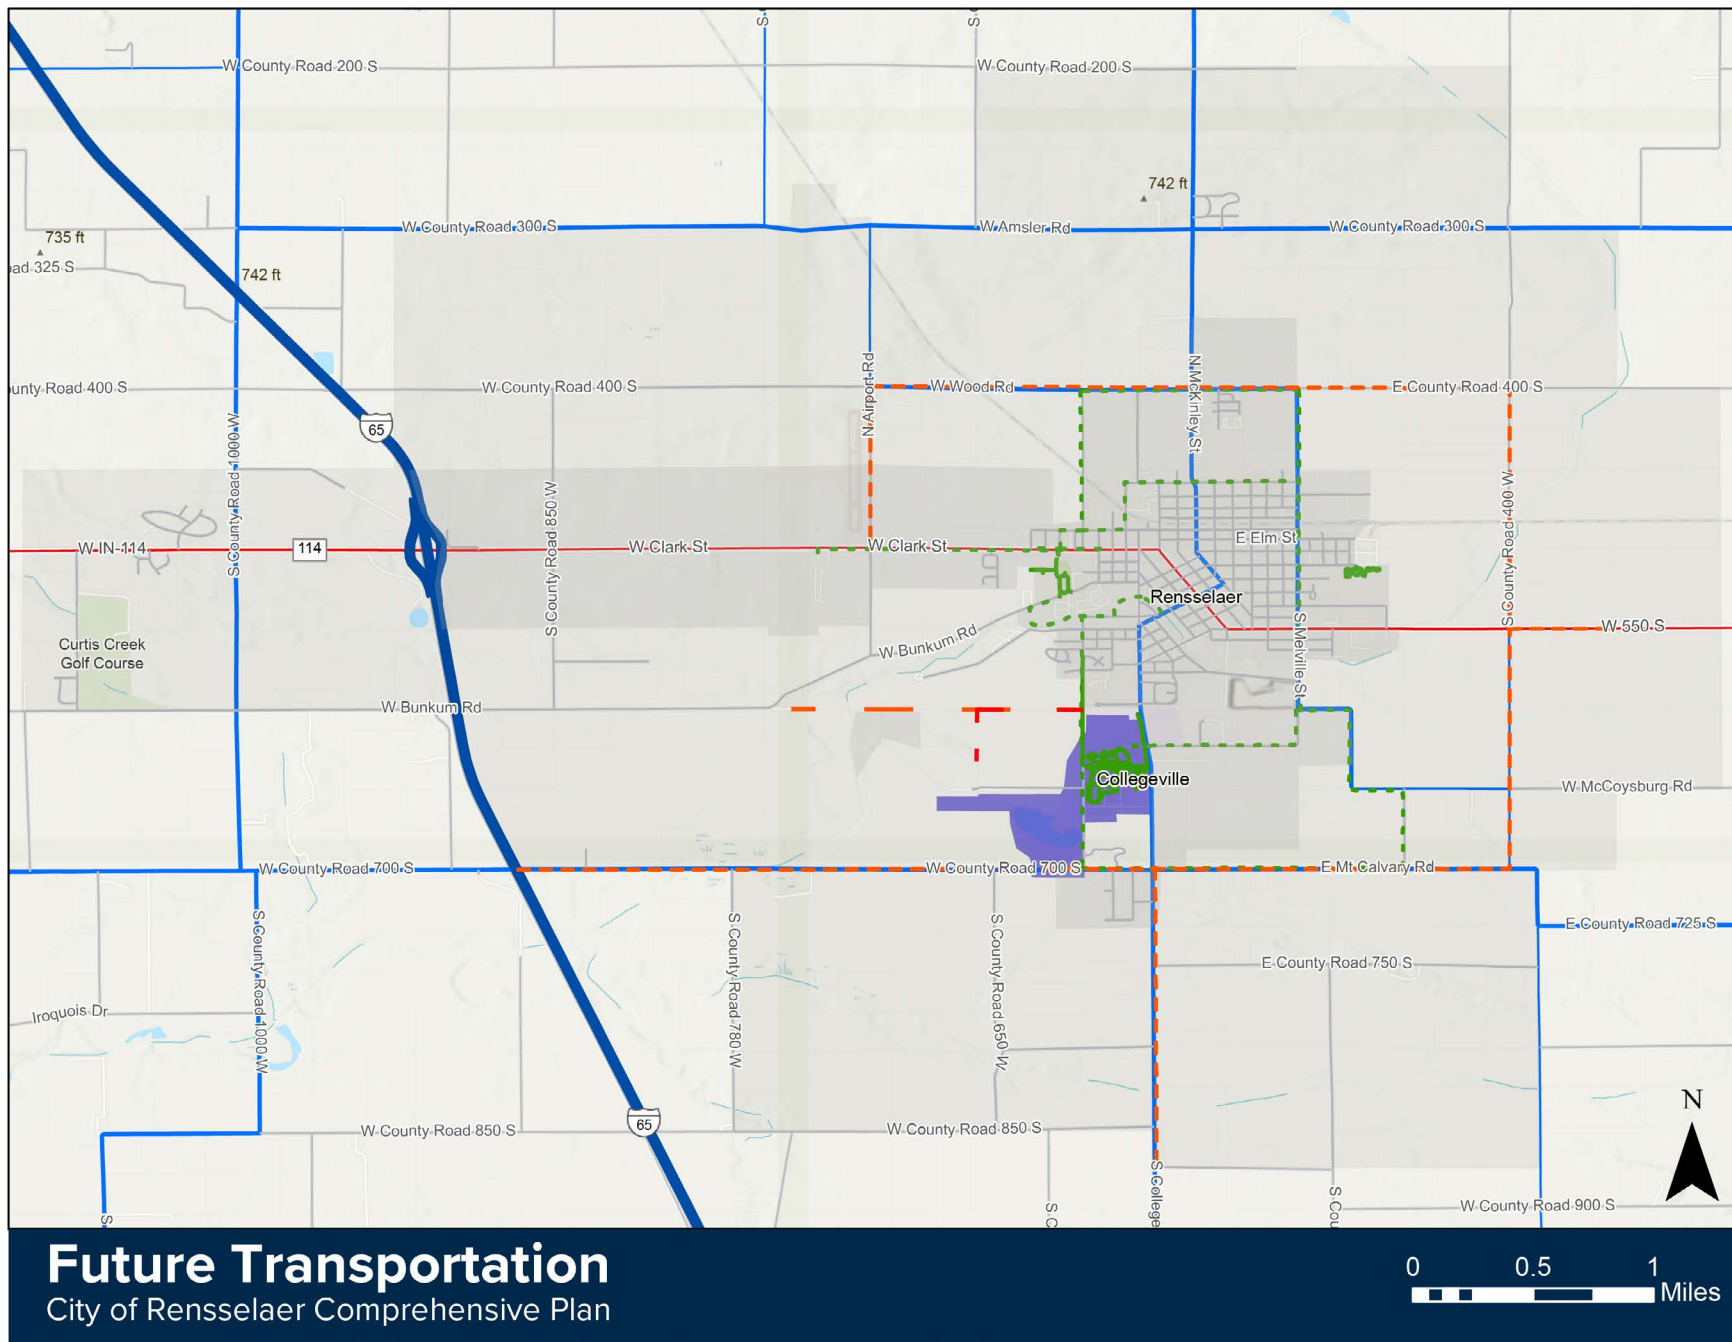 S
S
W County Road 200 S
W County Road 200 S
742 ft
W County Road 300 S
W Amsler Rd
W County Road 300 S
735 ft
oad 325 S
742 ft
ounty Road 400 S
W County Road 400 S
N Airport Rd
W Wood Rd
N McKinley St
E County Road 400 S
65
S County Road 1000 W
S County Road 850 W
S County Road 400 W
W IN-114
114
W Clark St
W Clark St
E Elm St
Rensselaer
S Melville St
W 550 S
Curtis Creek
Golf Course
W Bunkum Rd
W Bunkum Rd
Collegeville
W McCoysburg Rd
W County Road 700 S
W County Road 700 S
E Mt Calvary Rd
S County Road 1000 W
S County Road 780 W
S County Road 650 W
E County Road 725 S
E County Road 750 S
Iroquois Dr
W County Road 850 S
65
W County Road 850 S
N
S
S C
S College
S Cou
W County Road 900 S
Future Transportation
City of Rensselaer Comprehensive Plan
0 0.5 1
Miles